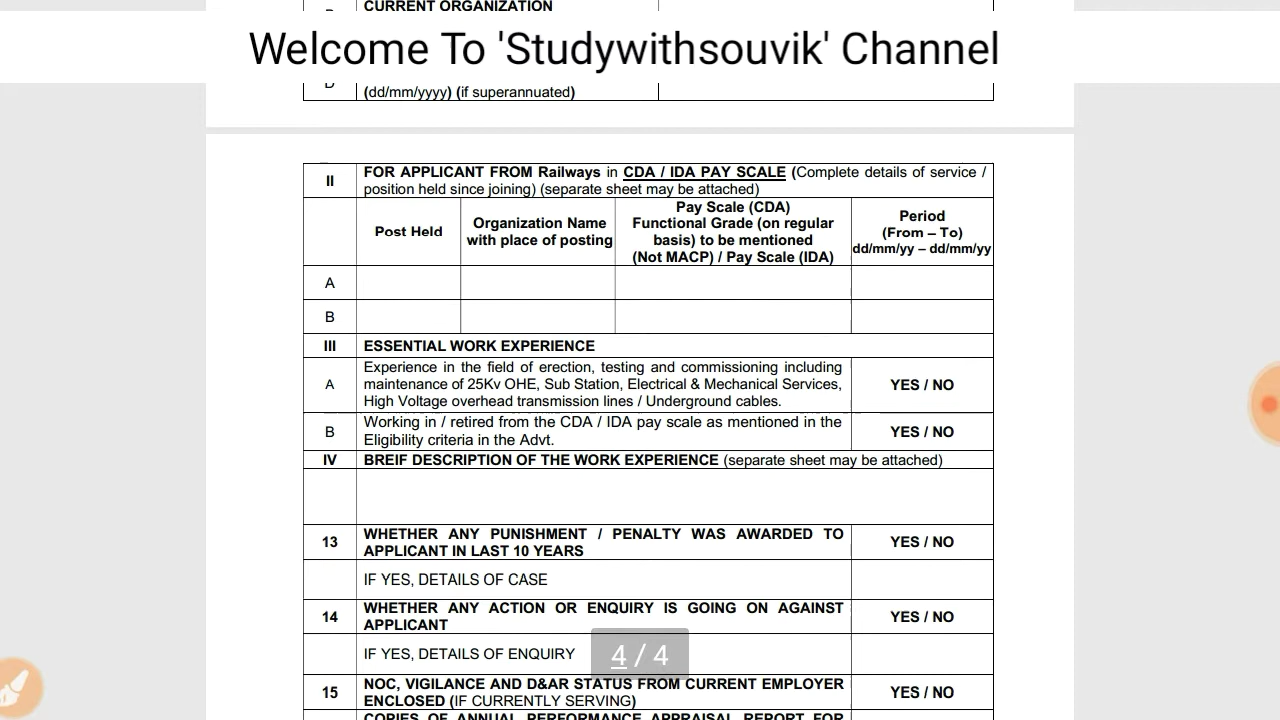 CURRENT ORGANIZATION
Welcome To 'Studywithsouvik' Channel
(dd/mm/yyyy) (if superannuated)
II FOR APPLICANT FROM Railways in CDA / IDA PAY SCALE (Complete details of service /
position held since joining) (separate sheet may be attached)
Post Held
Organization Name
with place of posting
Pay Scale (CDA)
Functional Grade (on regular
basis) to be mentioned
(Not MACP) / Pay Scale (IDA)
Period
(From – To)
dd/mm/yy – dd/mm/yy
A
B
III ESSENTIAL WORK EXPERIENCE
A Experience in the field of erection, testing and commissioning including
maintenance of 25Kv OHE, Sub Station, Electrical & Mechanical Services,
High Voltage overhead transmission lines / Underground cables.
YES / NO
B Working in / retired from the CDA / IDA pay scale as mentioned in the
Eligibility criteria in the Advt.
YES / NO
IV BREIF DESCRIPTION OF THE WORK EXPERIENCE (separate sheet may be attached)
13 WHETHER ANY PUNISHMENT / PENALTY WAS AWARDED TO
APPLICANT IN LAST 10 YEARS
YES / NO
IF YES, DETAILS OF CASE
14 WHETHER ANY ACTION OR ENQUIRY IS GOING ON AGAINST
APPLICANT
YES / NO
IF YES, DETAILS OF ENQUIRY
4 / 4
15 NOC, VIGILANCE AND D&AR STATUS FROM CURRENT EMPLOYER
ENCLOSED (IF CURRENTLY SERVING)
YES / NO
COPIES OF ANNUAL PERFORMANCE APPRAISAL REPORT FOR